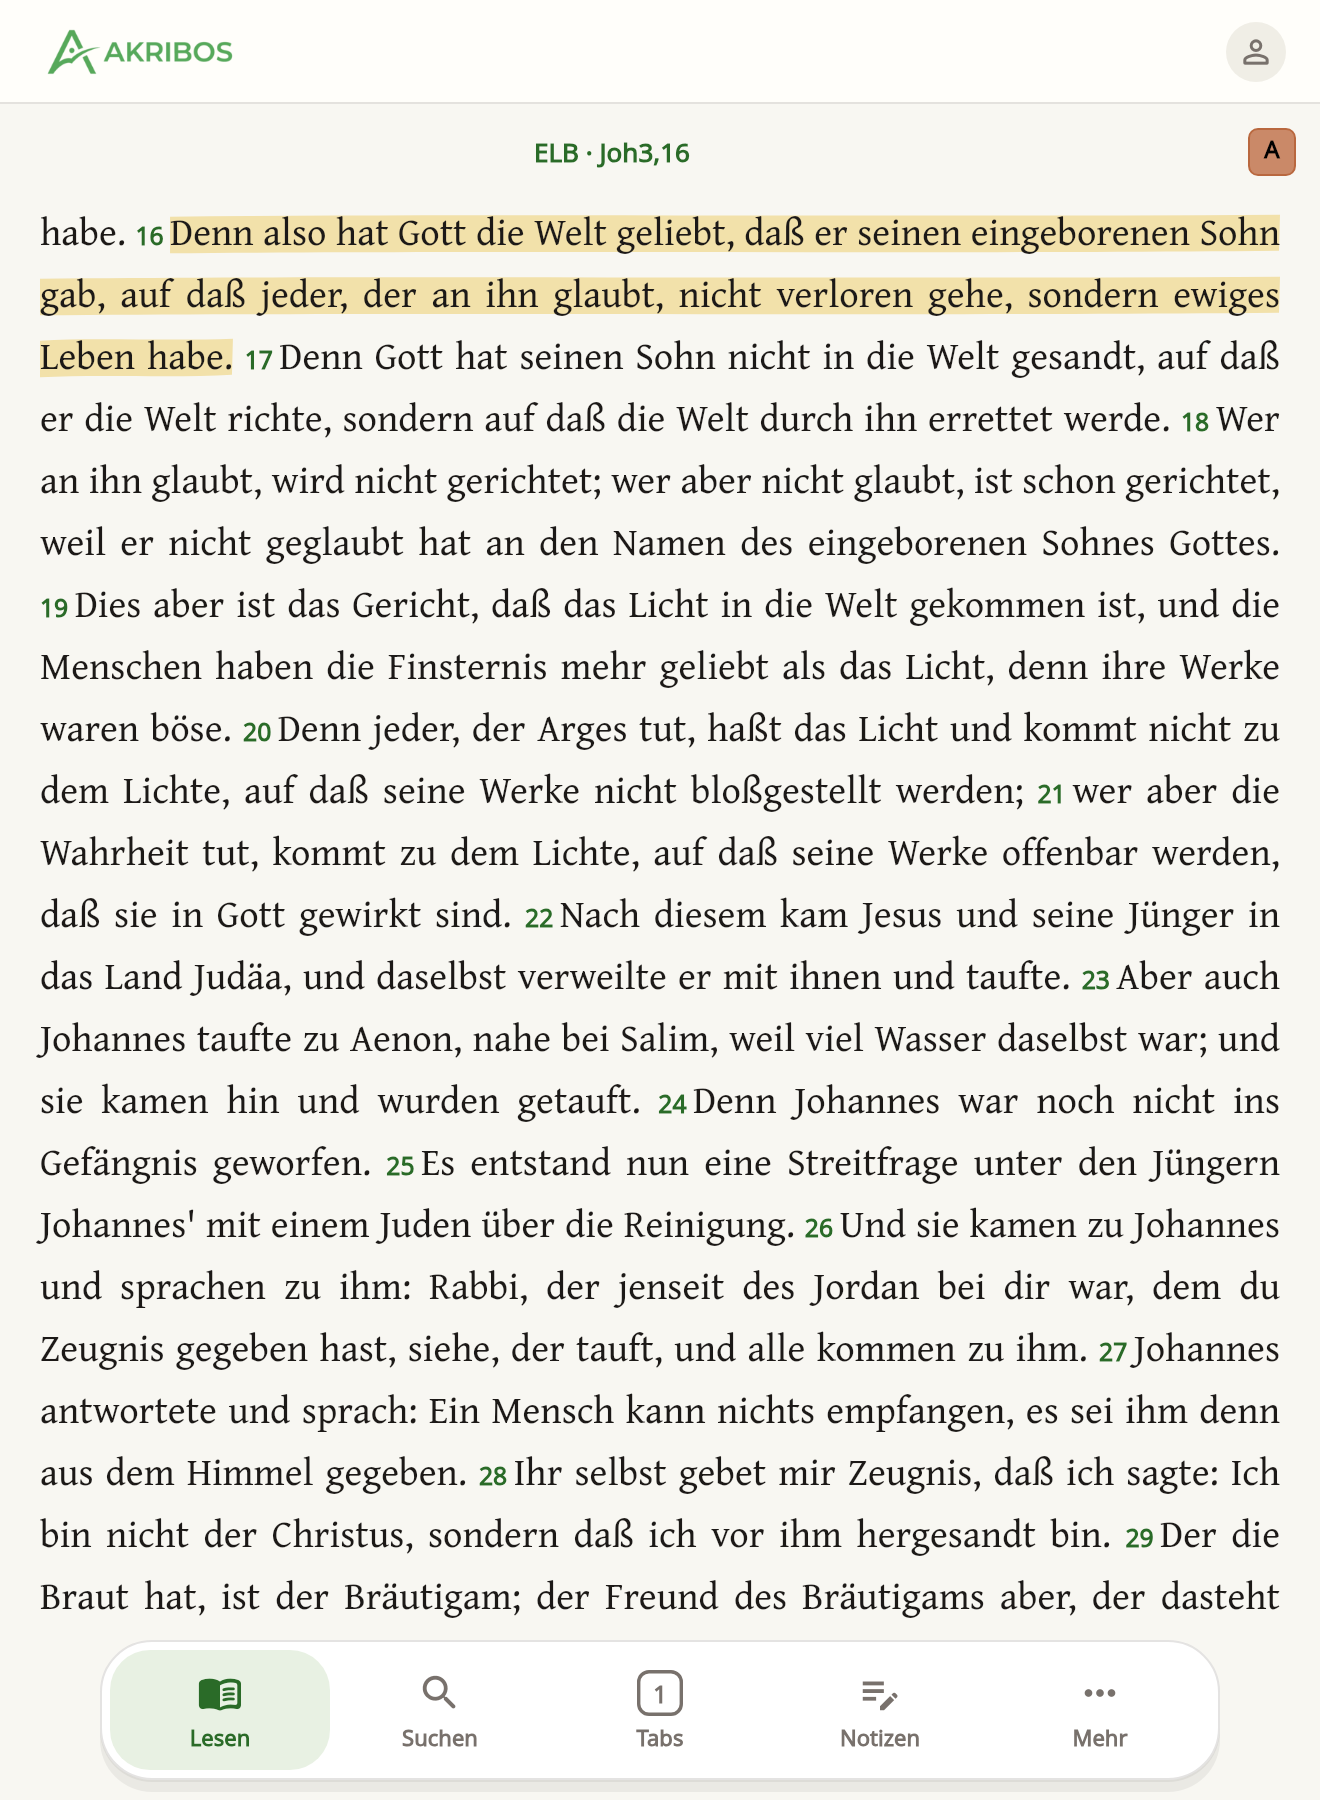 AKRIBOS
ELB · Joh3,16
A
habe. 16 Denn also hat Gott die Welt geliebt, daß er seinen eingeborenen Sohn
gab, auf daß jeder, der an ihn glaubt, nicht verloren gehe, sondern ewiges
Leben habe. 17 Denn Gott hat seinen Sohn nicht in die Welt gesandt, auf daß
er die Welt richte, sondern auf daß die Welt durch ihn errettet werde. 18 Wer
an ihn glaubt, wird nicht gerichtet; wer aber nicht glaubt, ist schon gerichtet,
weil er nicht geglaubt hat an den Namen des eingeborenen Sohnes Gottes.
19 Dies aber ist das Gericht, daß das Licht in die Welt gekommen ist, und die
Menschen haben die Finsternis mehr geliebt als das Licht, denn ihre Werke
waren böse. 20 Denn jeder, der Arges tut, haßt das Licht und kommt nicht zu
dem Lichte, auf daß seine Werke nicht bloßgestellt werden; 21 wer aber die
Wahrheit tut, kommt zu dem Lichte, auf daß seine Werke offenbar werden,
daß sie in Gott gewirkt sind. 22 Nach diesem kam Jesus und seine Jünger in
das Land Judäa, und daselbst verweilte er mit ihnen und taufte. 23 Aber auch
Johannes taufte zu Aenon, nahe bei Salim, weil viel Wasser daselbst war; und
sie kamen hin und wurden getauft. 24 Denn Johannes war noch nicht ins
Gefängnis geworfen. 25 Es entstand nun eine Streitfrage unter den Jüngern
Johannes' mit einem Juden über die Reinigung. 26 Und sie kamen zu Johannes
und sprachen zu ihm: Rabbi, der jenseit des Jordan bei dir war, dem du
Zeugnis gegeben hast, siehe, der tauft, und alle kommen zu ihm. 27 Johannes
antwortete und sprach: Ein Mensch kann nichts empfangen, es sei ihm denn
aus dem Himmel gegeben. 28 Ihr selbst gebet mir Zeugnis, daß ich sagte: Ich
bin nicht der Christus, sondern daß ich vor ihm hergesandt bin. 29 Der die
Braut hat, ist der Bräutigam; der Freund des Bräutigams aber, der dasteht
1
Lesen Suchen Tabs Notizen Mehr